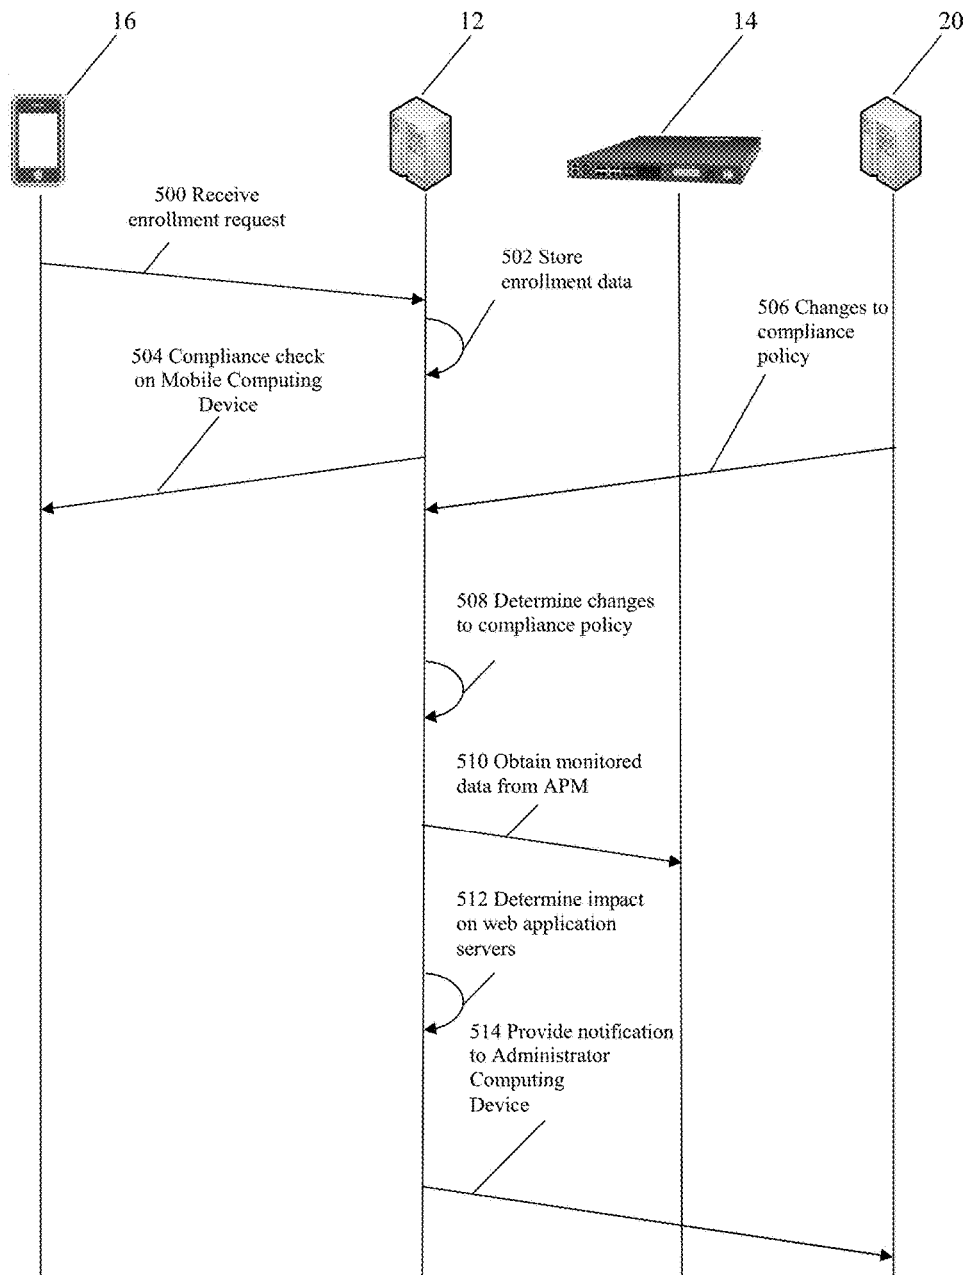 16
12
14
20
500 Receive
enrollment request
502 Store
enrollment data
506 Changes to
compliance
policy
504 Compliance check
on Mobile Computing
Device
508 Determine changes
to compliance policy
510 Obtain monitored
data from APM
512 Determine impact
on web application
servers
514 Provide notification
to Administrator
Computing
Device